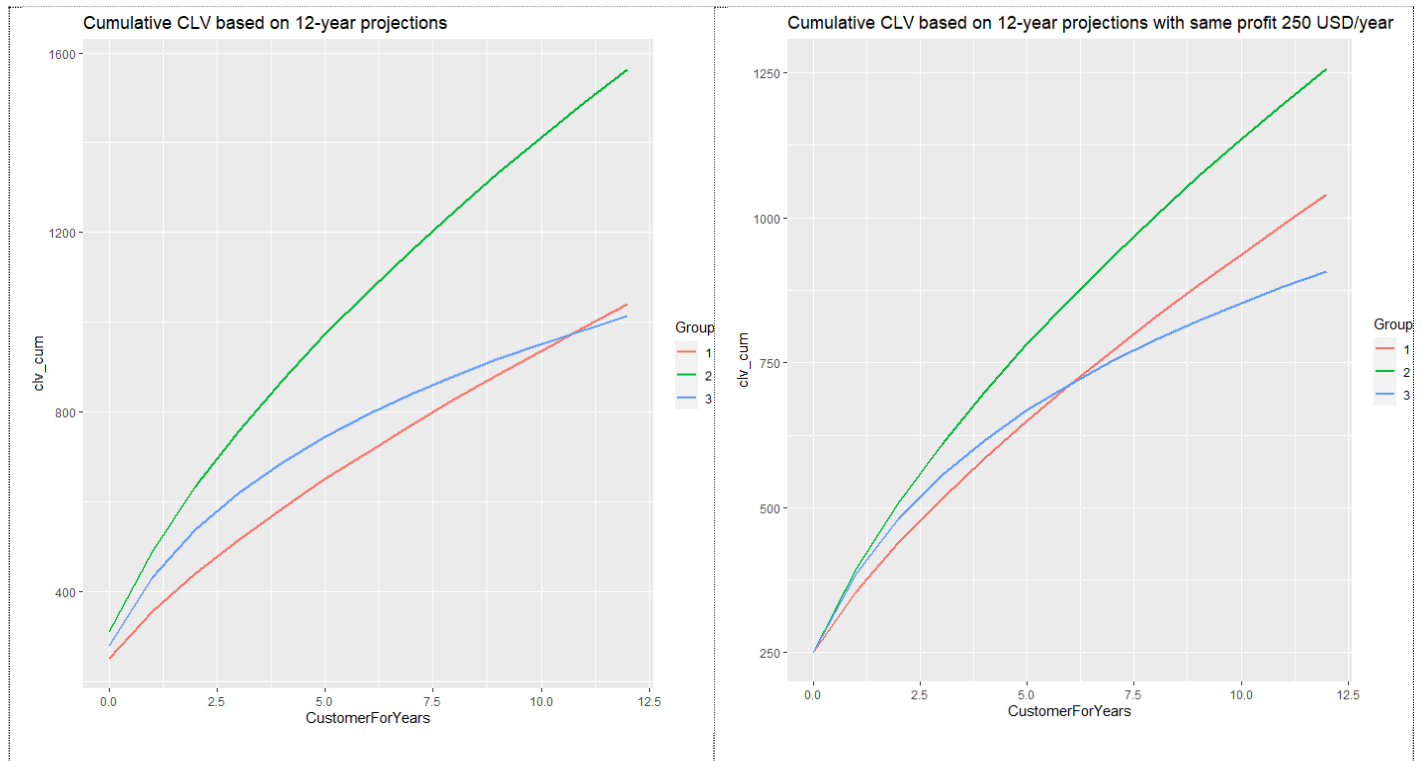 Cumulative CLV based on 12-year projections
1600
1200
800
400
clv_cum
0.0 2.5 5.0 7.5 10.0 12.5
CustomerForYears
Group
1
2
3
Cumulative CLV based on 12-year projections with same profit 250 USD/year
1250
1000
750
500
250
clv_cum
0.0 2.5 5.0 7.5 10.0 12.5
CustomerForYears
Group
1
2
3